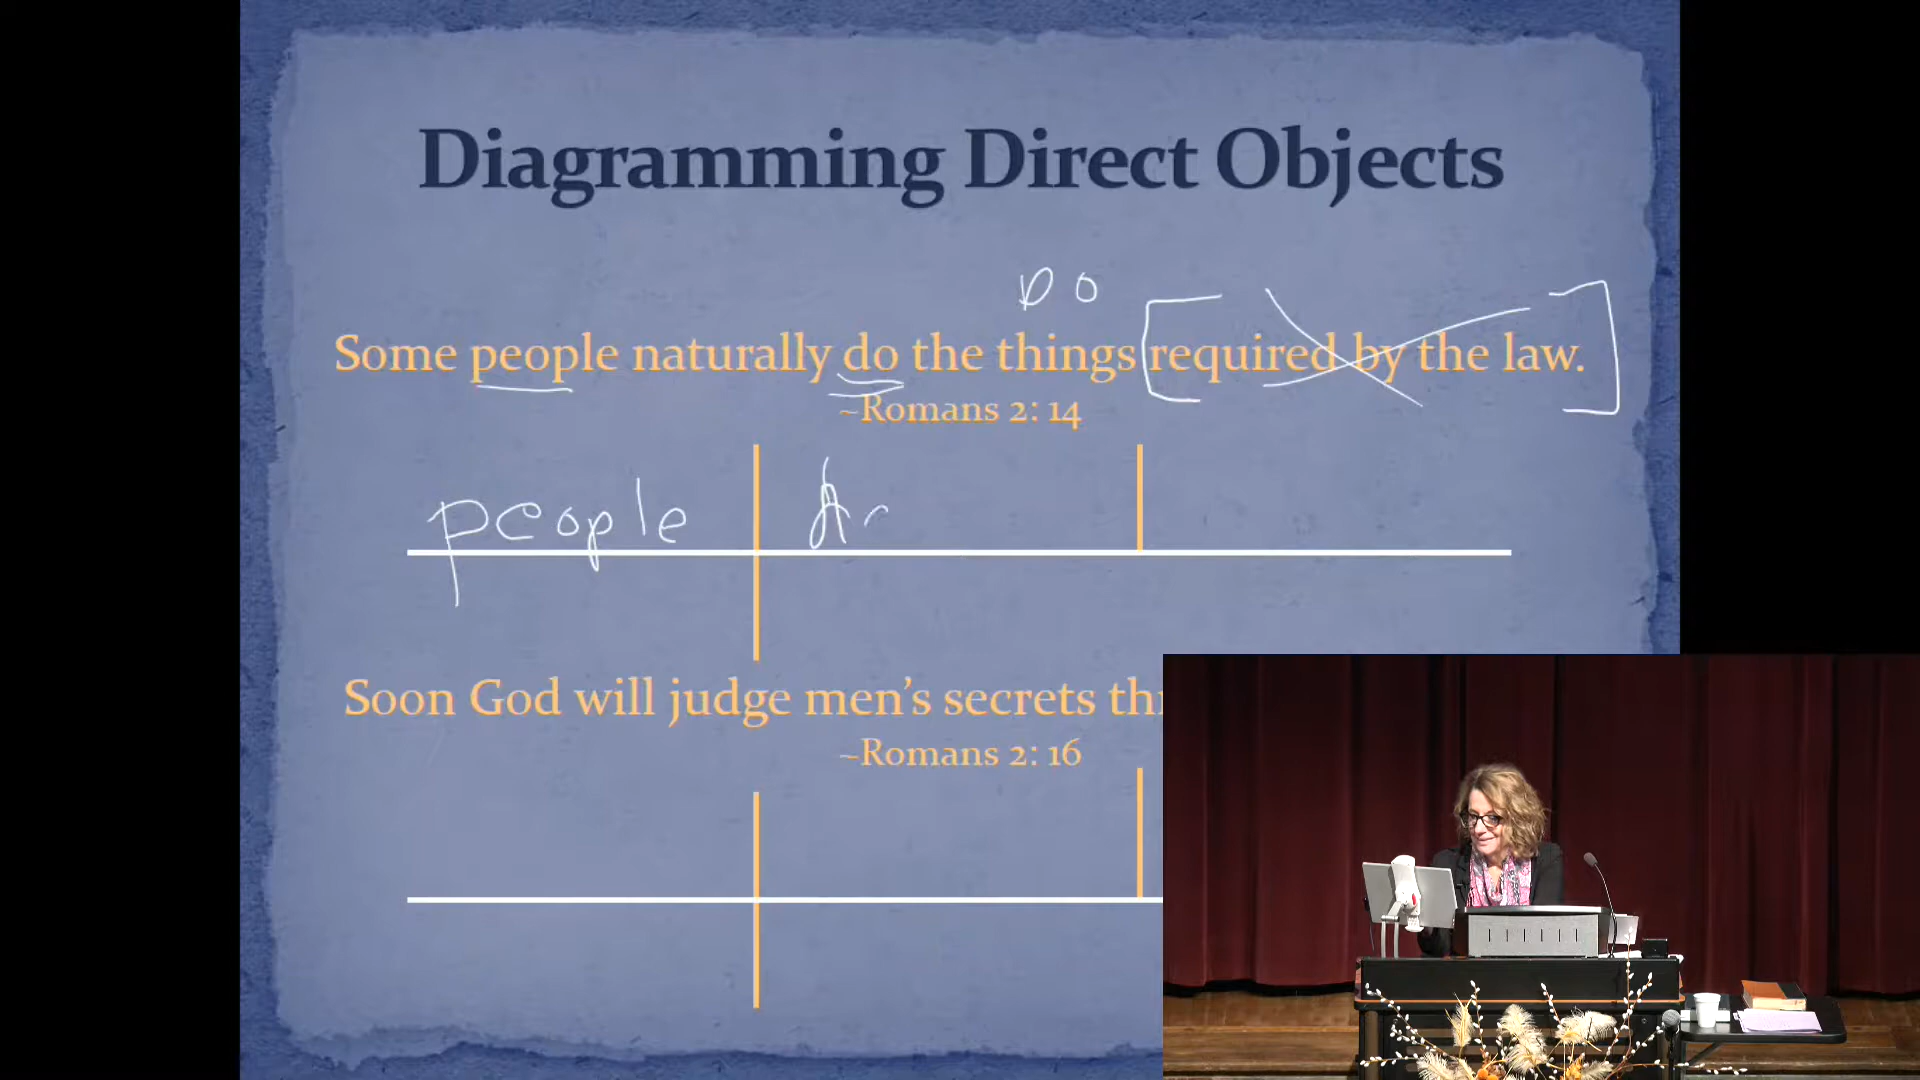 Diagramming Direct Objects
DO
Some people naturally do the things [required by the law.]
~Romans 2: 14
people
Soon God will judge men's secrets
~Romans 2: 16